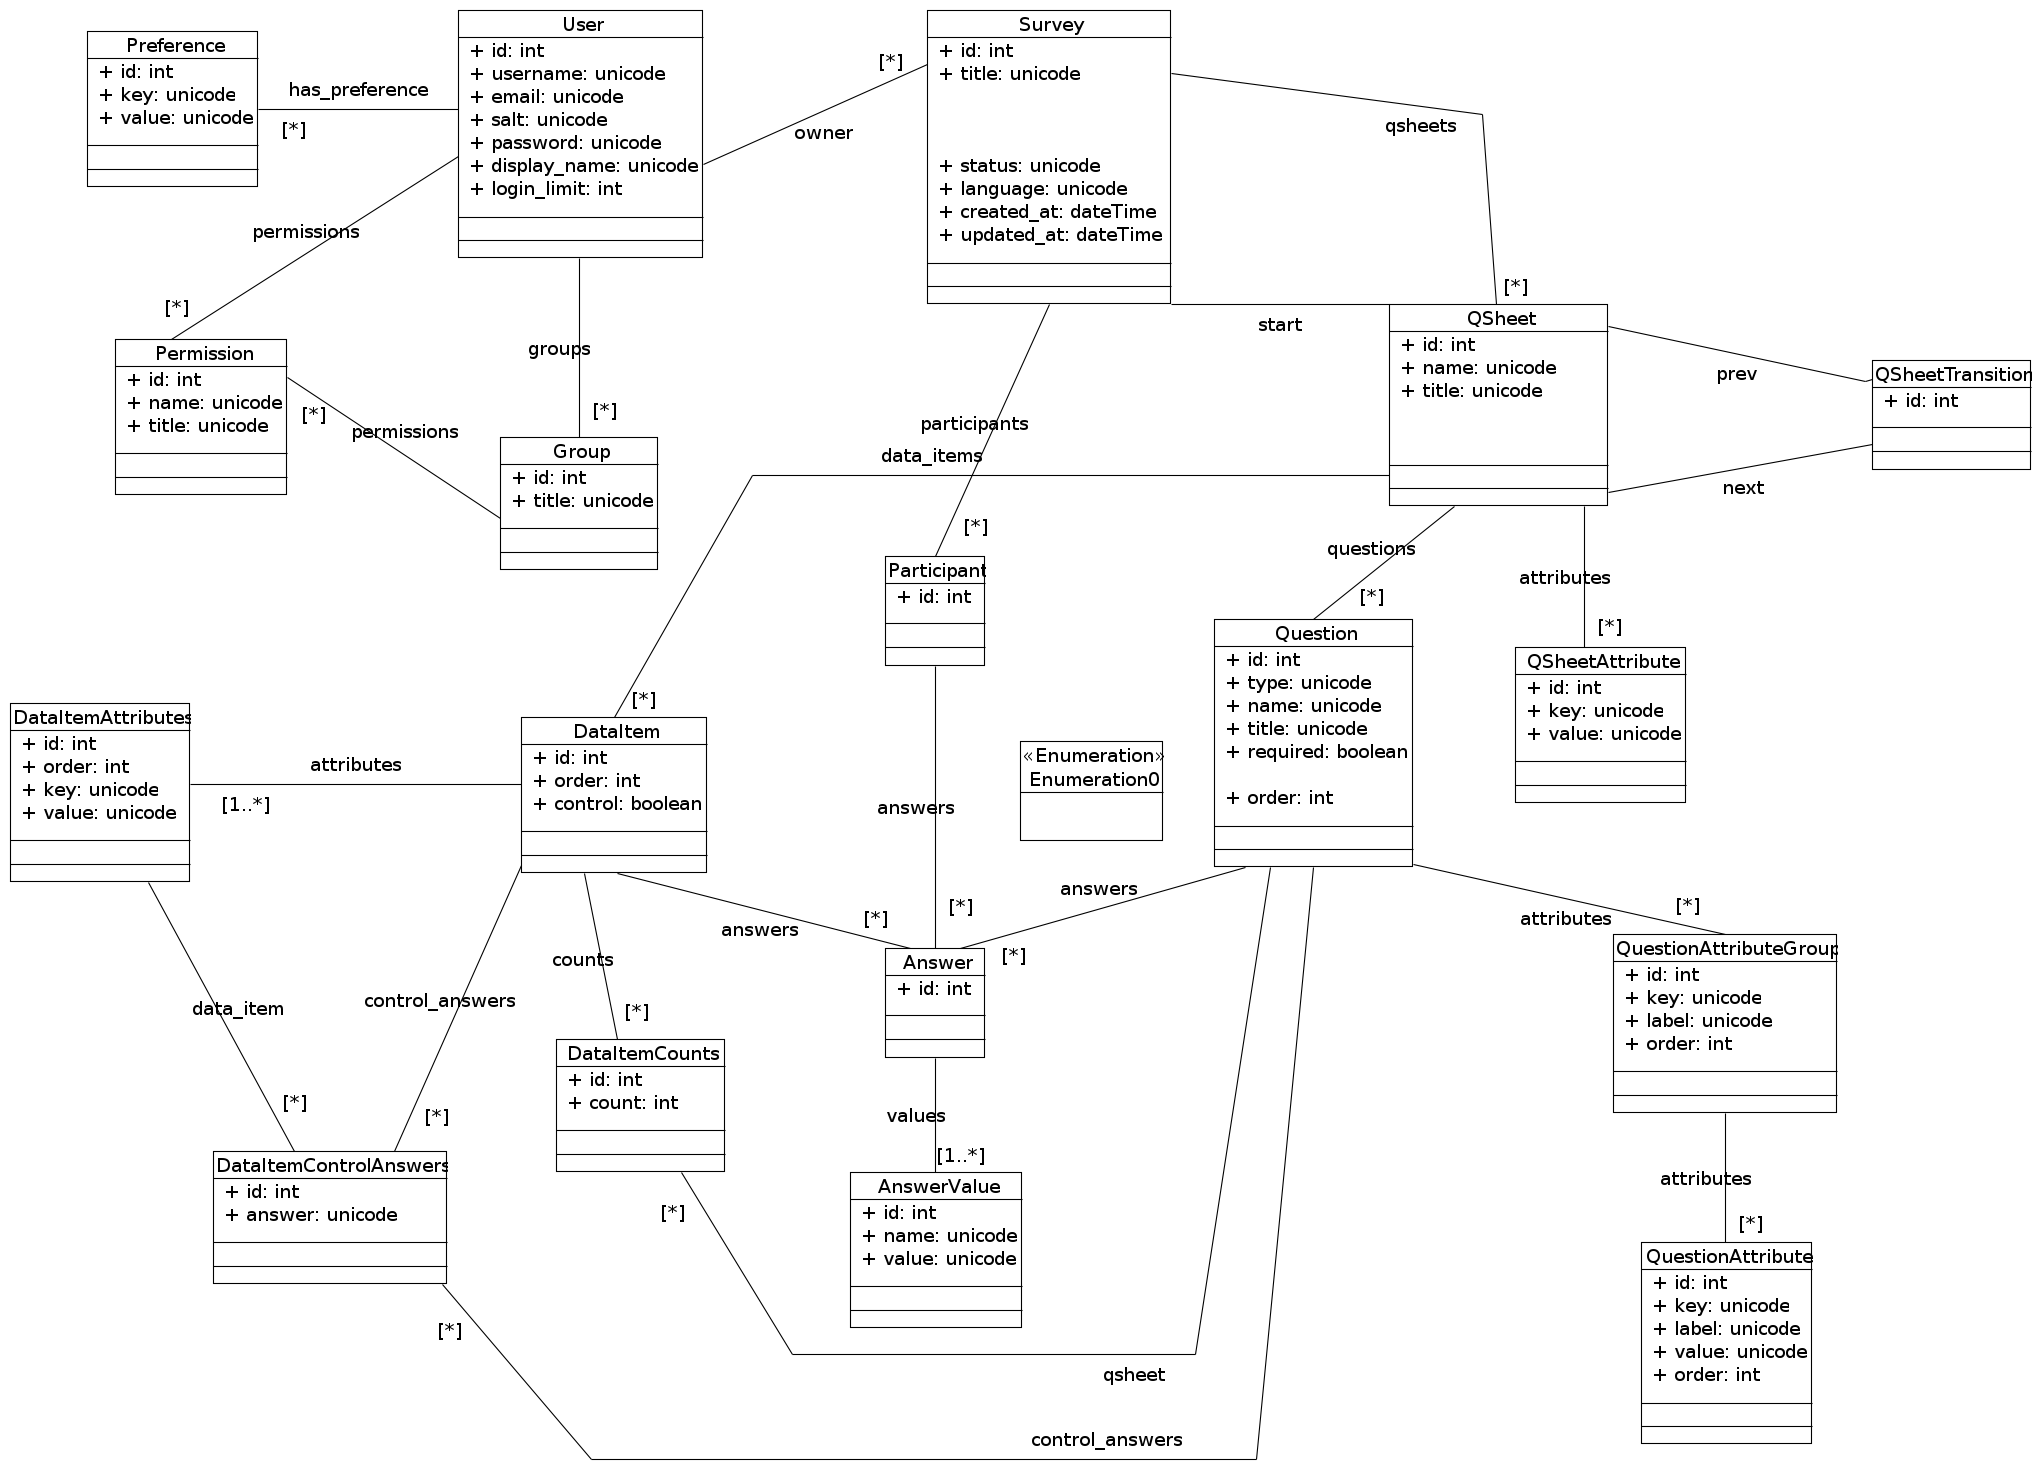 Preference
+ id: int
+ key: unicode
+ value: unicode
has_preference
[*]
User
+ id: int
+ username: unicode
+ email: unicode
+ salt: unicode
+ password: unicode
+ display_name: unicode
+ login_limit: int
[*]
owner
Survey
+ id: int
+ title: unicode
+ status: unicode
+ language: unicode
+ created_at: dateTime
+ updated_at: dateTime
qsheets
[*]
permissions
[*]
groups
[*]
start
Permission
+ id: int
+ name: unicode
+ title: unicode
[*]
permissions
Group
+ id: int
+ title: unicode
participants
data_items
[*]
QSheet
+ id: int
+ name: unicode
+ title: unicode
prev
next
QSheetTransition
+ id: int
Participant
+ id: int
questions
[*]
attributes
[*]
Question
+ id: int
+ type: unicode
+ name: unicode
+ title: unicode
+ required: boolean
+ order: int
QSheetAttribute
+ id: int
+ key: unicode
+ value: unicode
DataItemAttributes
+ id: int
+ order: int
+ key: unicode
+ value: unicode
attributes
[1..*]
[*]
DataItem
+ id: int
+ order: int
+ control: boolean
answers
[*]
«Enumeration»
Enumeration0
answers
[*]
answers
[*]
attributes
[*]
counts
[*]
control_answers
[*]
data_item
[*]
Answer
+ id: int
QuestionAttributeGroup
+ id: int
+ key: unicode
+ label: unicode
+ order: int
DataItemCounts
+ id: int
+ count: int
[*]
values
[1..*]
DataItemControlAnswers
+ id: int
+ answer: unicode
[*]
AnswerValue
+ id: int
+ name: unicode
+ value: unicode
attributes
[*]
QuestionAttribute
+ id: int
+ key: unicode
+ label: unicode
+ value: unicode
+ order: int
qsheet
control_answers